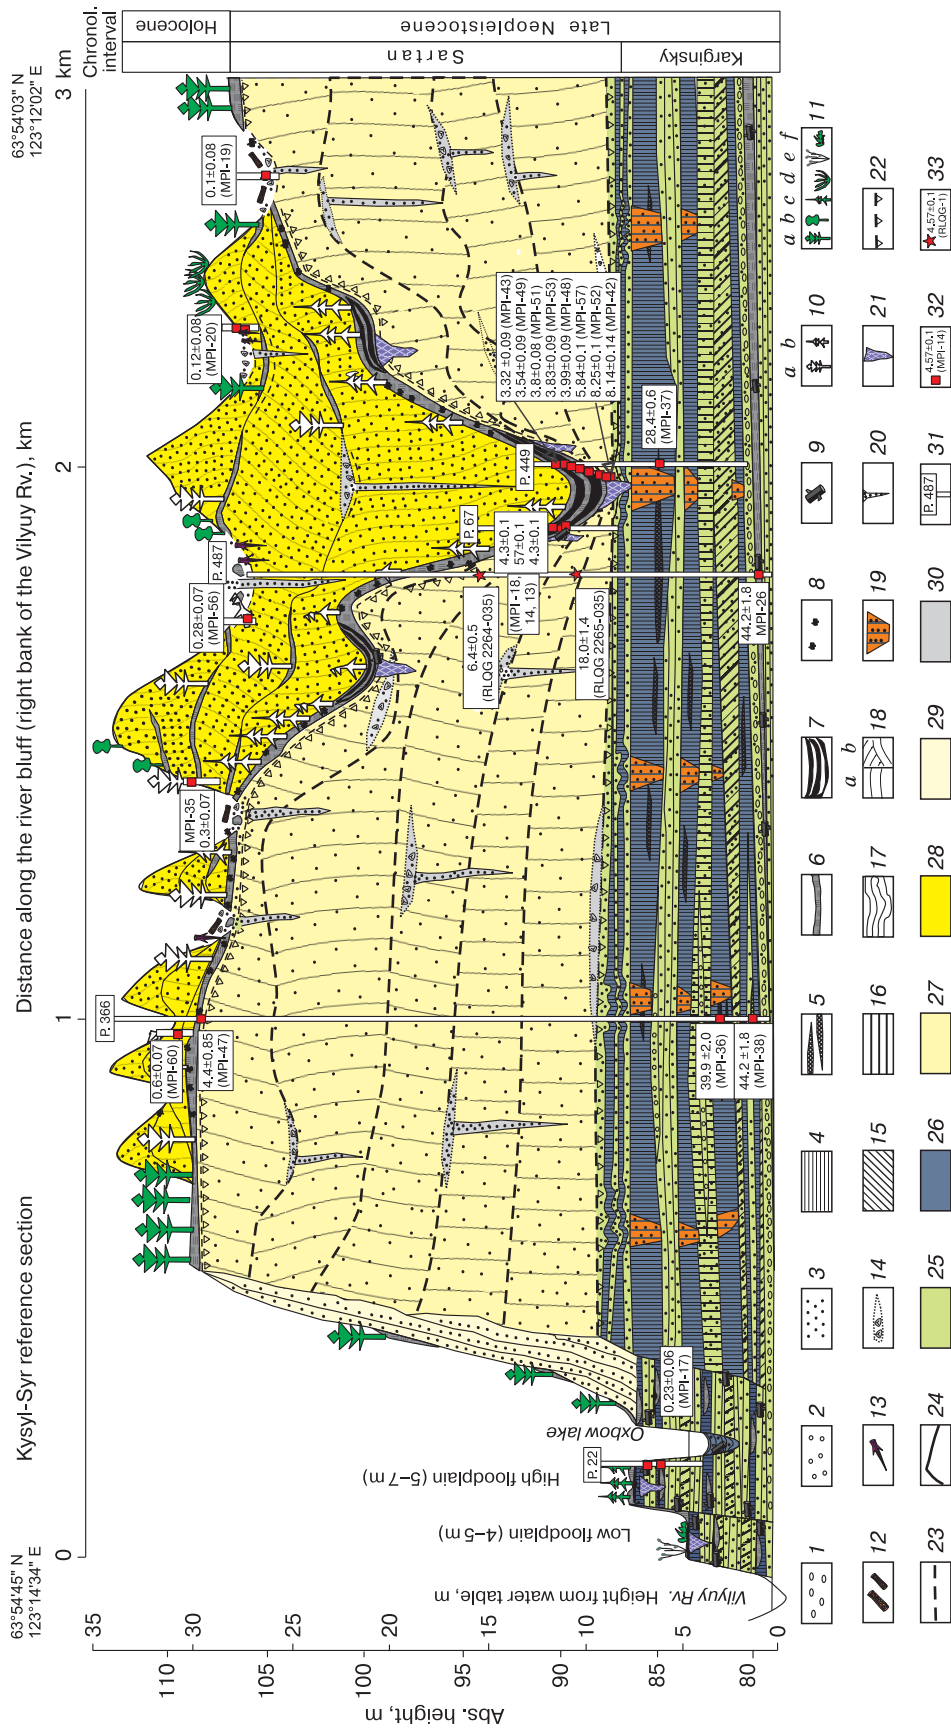 Kysyl-Syr reference section
Distance along the river bluff (right bank of the Vilyuy Rv.), km
63°54'45" N
123°14'34" E
63°54'03" N
123°12'02" E
0
1
2
3
km
Chronol.
interval
Holocene
Sartan
Karginsky
Late Neopleistocene
Abs. height, m
110
105
100
95
90
85
80
Height from water table, m
35
30
25
20
15
10
5
0
Vilyuy Rv.
Low floodplain (4–5 m)
High floodplain (5–7 m)
Oxbow lake
P. 22
0.23±0.06
(MPI-17)
P. 366
0.6±0.07
(MPI-60)
4.4±0.85
(MPI-47)
39.9 ±2.0
(MPI-36)
44.2±1.8
(MPI-38)
MPI-35
0.3±0.07
0.28±0.07
(MPI-56)
P. 487
6.4±0.5
(RLQG 2264-035)
18.0±1.4
(RLQG 2265-035)
44.2±1.8
MPI-26
P. 67
4.3±0.1
57±0.1
4.3±0.1
(MPI-18,
14, 13)
P. 449
3.32 ±0.09 (MPI-43)
3.54±0.09 (MPI-49)
3.8±0.08 (MPI-51)
3.83±0.09 (MPI-53)
3.99±0.09 (MPI-48)
5.84±0.1 (MPI-57)
8.25±0.1 (MPI-52)
8.14±0.14 (MPI-42)
28.4±0.6
(MPI-37)
0.12±0.08
(MPI-20)
0.1±0.08
(MPI-19)
1
2
3
4
5
6
7
8
9
a b
10
a b c d e f
11
12
13
14
15
16
17
a b
18
19
20
21
22
23
24
25
26
27
28
29
30
P. 487
31
4.57±0.1
(MPI-14)
32
4.57±0.1
(RLQG-1)
33